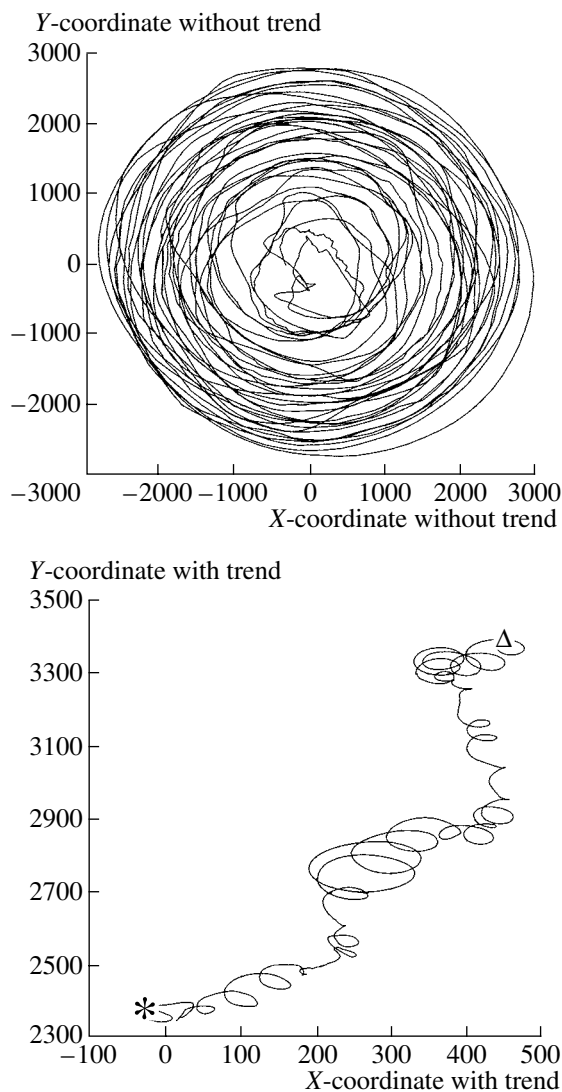 Y-coordinate without trend
3000
2000
1000
0
−1000
−2000
−3000 −2000 −1000 0 1000 2000 3000
X-coordinate without trend
Y-coordinate with trend
3500
3300
Δ
3100
2900
2700
2500
*
2300
−100 0 100 200 300 400 500
X-coordinate with trend